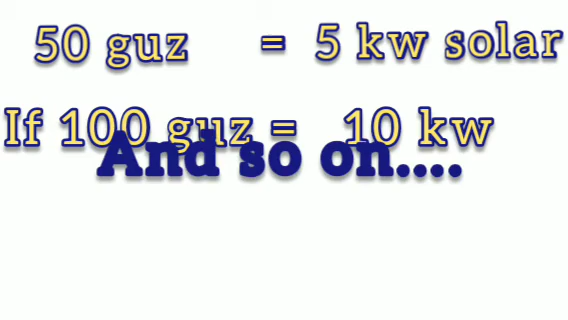 50 guz = 5 kw solar
If 100 guz = 10 kw
And so on.....